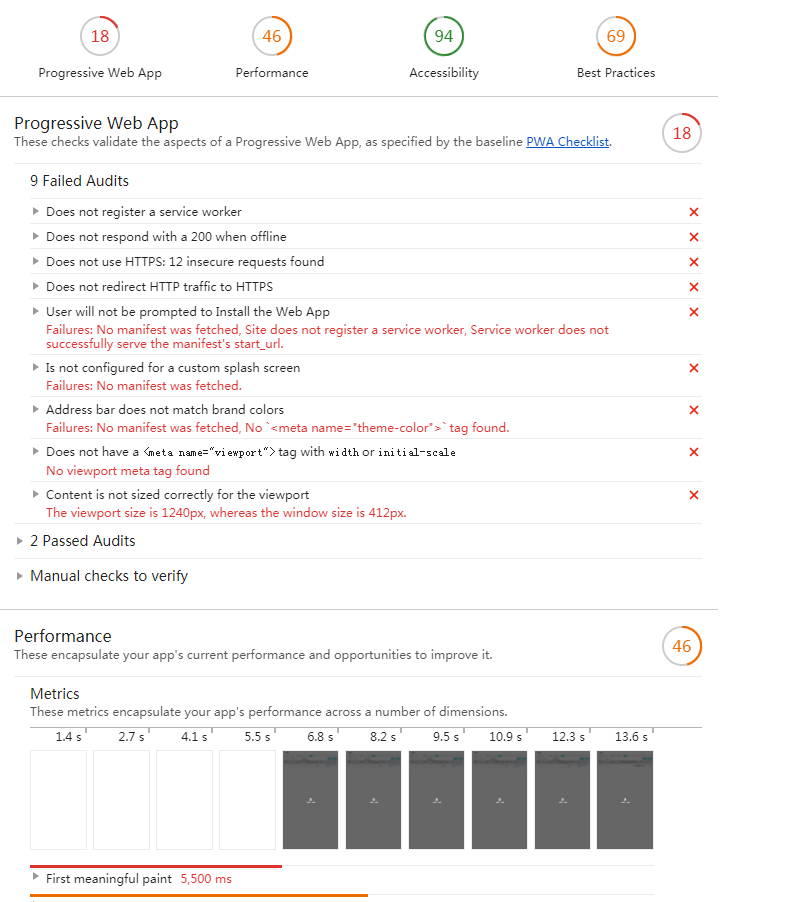 18 46 94 69
Progressive Web App Performance Accessibility Best Practices
Progressive Web App
These checks validate the aspects of a Progressive Web App, as specified by the baseline PWA Checklist.
18
9 Failed Audits
Does not register a service worker
Does not respond with a 200 when offline
Does not use HTTPS: 12 insecure requests found
Does not redirect HTTP traffic to HTTPS
User will not be prompted to Install the Web App
Failures: No manifest was fetched, Site does not register a service worker, Service worker does not
successfully serve the manifest's start_url.
Is not configured for a custom splash screen
Failures: No manifest was fetched.
Address bar does not match brand colors
Failures: No manifest was fetched, No `<meta name="theme-color">` tag found.
Does not have a <meta name="viewport"> tag with width or initial-scale
No viewport meta tag found
Content is not sized correctly for the viewport
The viewport size is 1240px, whereas the window size is 412px.
2 Passed Audits
Manual checks to verify
Performance
These encapsulate your app's current performance and opportunities to improve it.
46
Metrics
These metrics encapsulate your app's performance across a number of dimensions.
1.4 s 2.7 s 4.1 s 5.5 s 6.8 s 8.2 s 9.5 s 10.9 s 12.3 s 13.6 s
First meaningful paint 5,500 ms